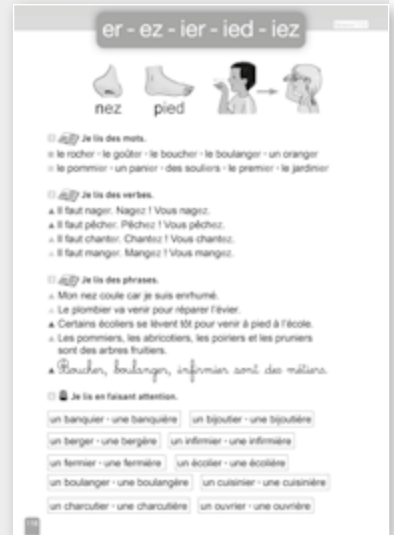 er - ez - ier - ied - iez
nez pied
Je lis des mots.
le rocher - le goûter - le boucher - le boulanger - un oranger
le pommier - un panier - des souliers - le premier - le jardinier
Je lis des verbes.
Il faut nager. Nagez ! Vous nagez.
Il faut pêcher. Pêchez ! Vous pêchez.
Il faut chanter. Chantez ! Vous chantez.
Il faut manger. Mangez ! Vous mangez.
Je lis des phrases.
Mon nez coule car je suis enrhumé.
Le plombier va venir pour réparer l'évier.
Certains écoliers se lèvent tôt pour venir à pied à l'école.
Les pommiers, les abricotiers, les poiriers et les pruniers
sont des arbres fruitiers.
Boucher, boulanger, infirmier sont des métiers.
Je lis en faisant attention.
un banquier - une banquière un bijoutier - une bijoutière
un berger - une bergère un infirmier - une infirmière
un fermier - une fermière un écolier - une écolière
un boulanger - une boulangère un cuisinier - une cuisinière
un charcutier - une charcutière un ouvrier - une ouvrière